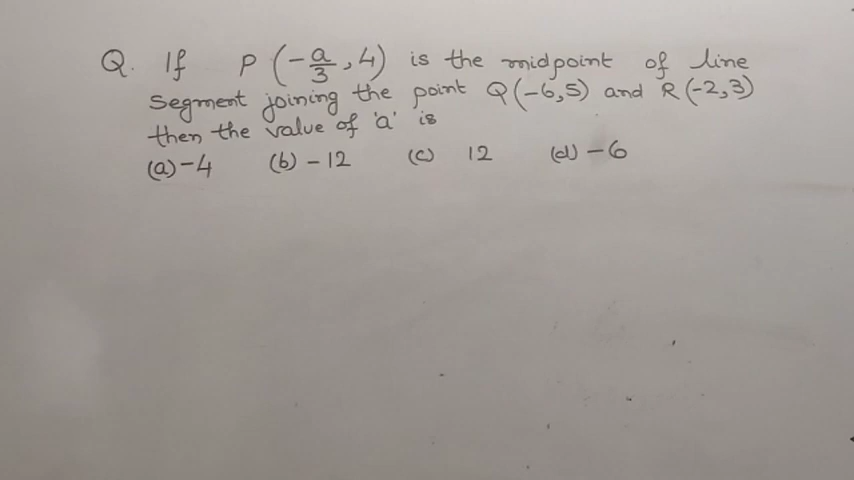 Q. If P (-a/3, 4) is the midpoint of line
segment joining the point Q(-6,5) and R(-2,3)
then the value of 'a' is
(a) -4 (b) -12 (c) 12 (d) -6